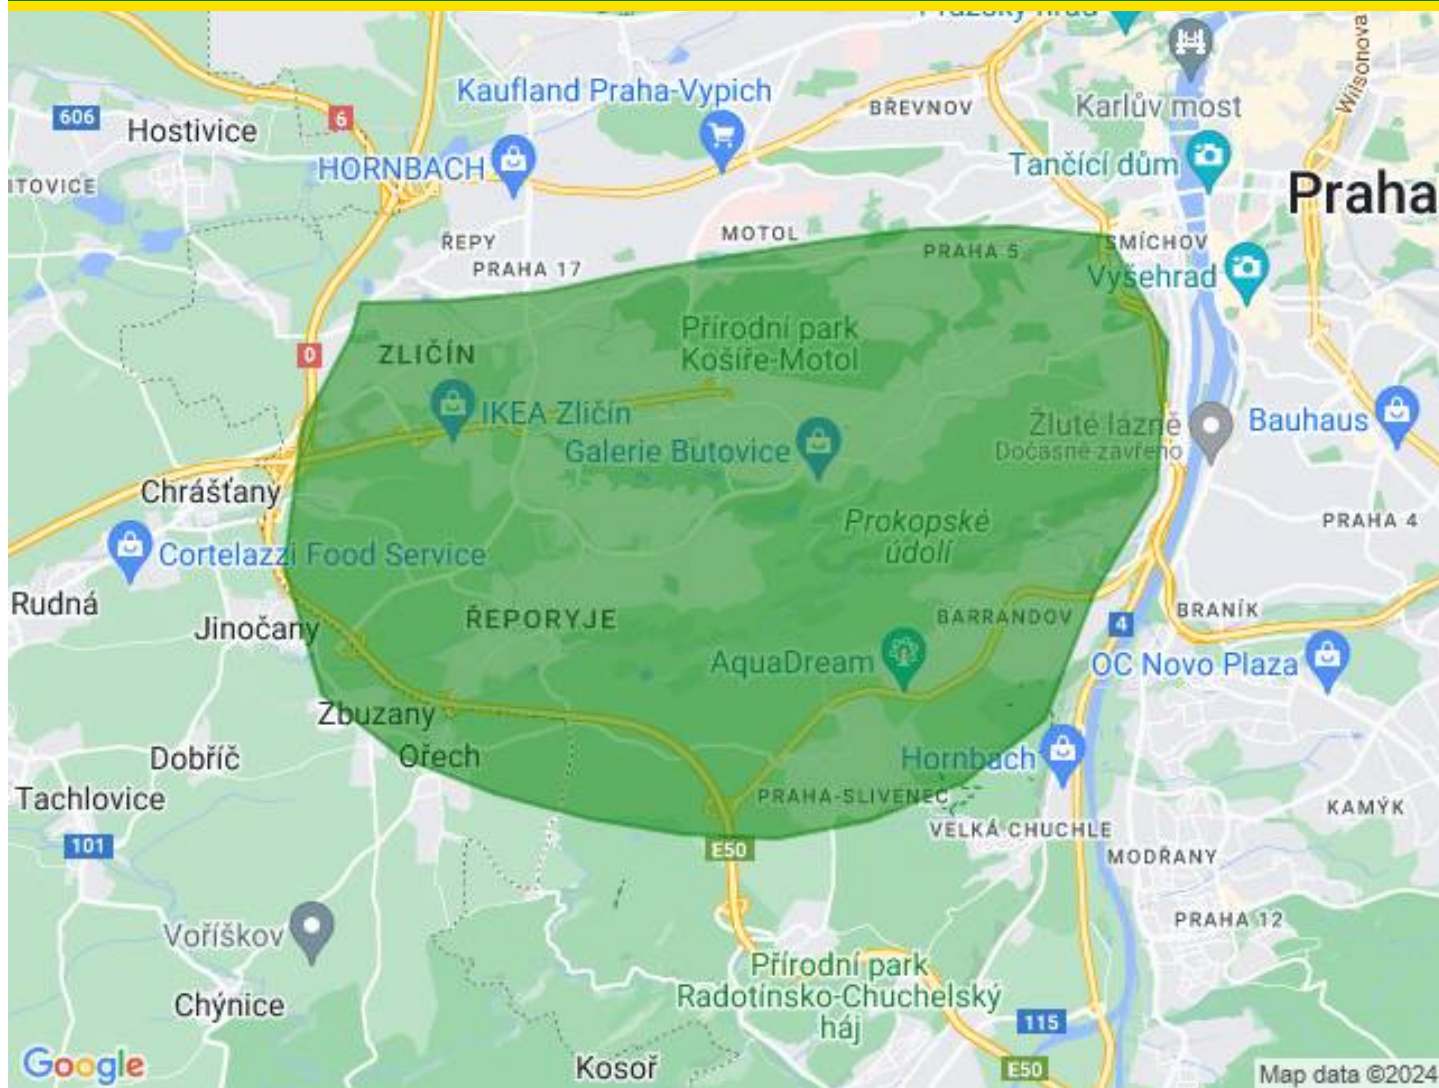 Pražský hrad
Wilsonova
606
Hostivice
6
Kaufland Praha-Vypich
BŘEVNOV
Karlův most
HORNBACH
Tančící dům
ITOVICE
Praha
ŘEPY
MOTOL
PRAHA 5
SMÍCHOV
PRAHA 17
Vyšehrad
0
ZLIČÍN
Přírodní park
Košíře-Motol
IKEA Zličín
Galerie Butovice
Žluté lázně
Dočasně zavřeno
Bauhaus
Chrášťany
Prokopské
údolí
PRAHA 4
Cortelazzi Food Service
Rudná
Jinočany
ŘEPORYJE
BARRANDOV
4
BRANÍK
AquaDream
OC Novo Plaza
Zbuzany
Dobříč
Ořech
Hornbach
Tachlovice
PRAHA-SLIVENEC
KAMÝK
101
E50
VELKÁ CHUCHLE
MODŘANY
Voříškov
PRAHA 12
Přírodní park
Radotínsko-Chuchelský
háj
Chýnice
115
Google
Kosoř
E50
Map data ©2024